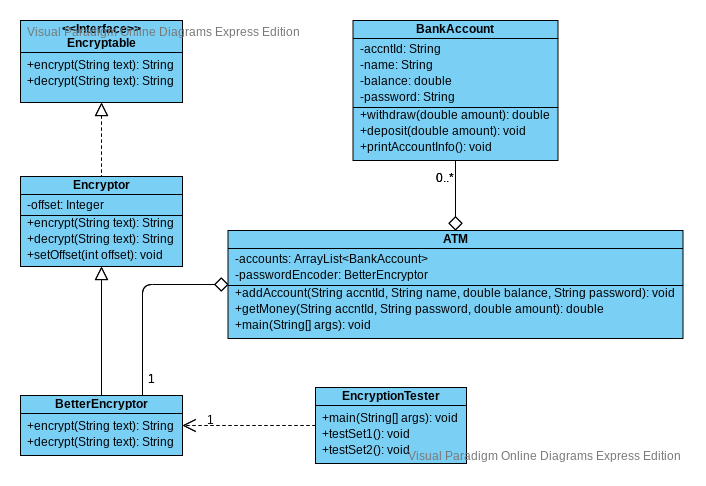 <<Interface>>
Visual Paradigm Online Diagrams Express Edition
Encryptable
+encrypt(String text): String
+decrypt(String text): String
BankAccount
-accntId: String
-name: String
-balance: double
-password: String
+withdraw(double amount): double
+deposit(double amount): void
+printAccountInfo(): void
0..*
Encryptor
-offset: Integer
+encrypt(String text): String
+decrypt(String text): String
+setOffset(int offset): void
ATM
-accounts: ArrayList<BankAccount>
-passwordEncoder: BetterEncryptor
+addAccount(String accntId, String name, double balance, String password): void
+getMoney(String accntId, String password, double amount): double
+main(String[] args): void
1
BetterEncryptor
+encrypt(String text): String
+decrypt(String text): String
1
EncryptionTester
+main(String[] args): void
+testSet1(): void
+testSet2(): void
Visual Paradigm Online Diagrams Express Edition